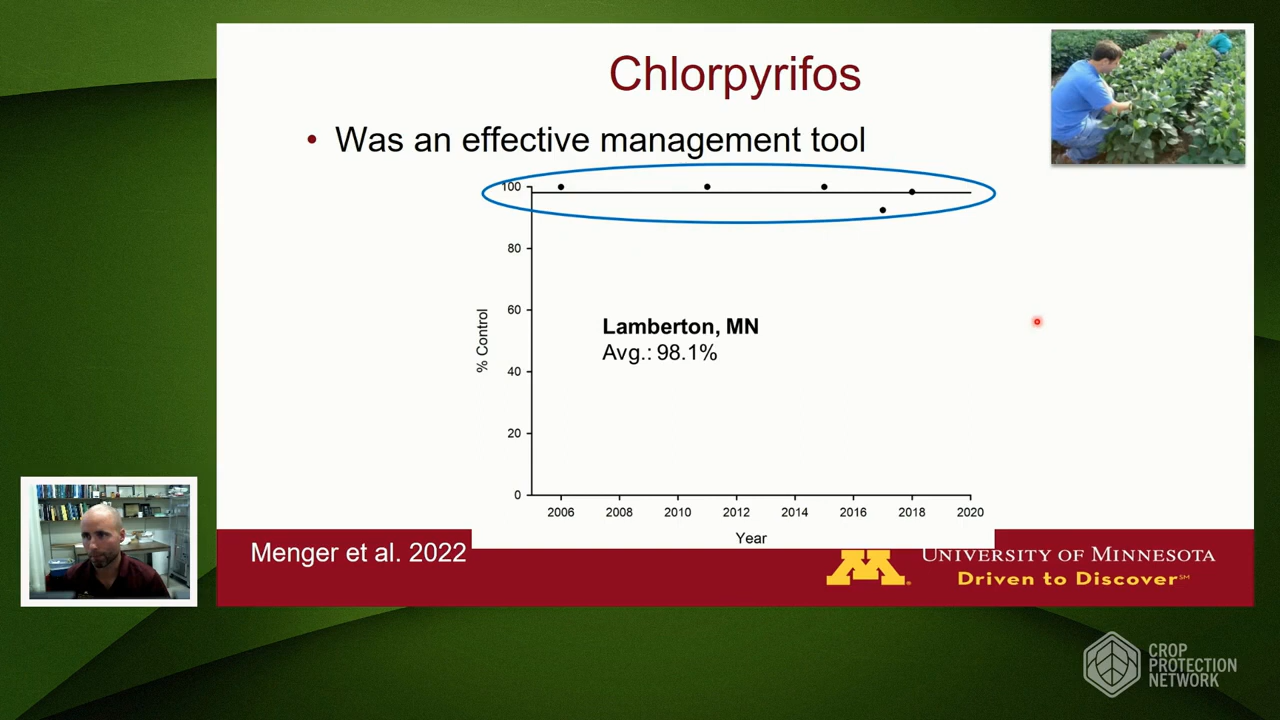 Chlorpyrifos
• Was an effective management tool
100
80
60
40
20
0
% Control
Lamberton, MN
Avg.: 98.1%
2006 2008 2010 2012 2014 2016 2018 2020
Year
Menger et al. 2022
UNIVERSITY OF MINNESOTA
Driven to Discover℠
CROP
PROTECTION
NETWORK